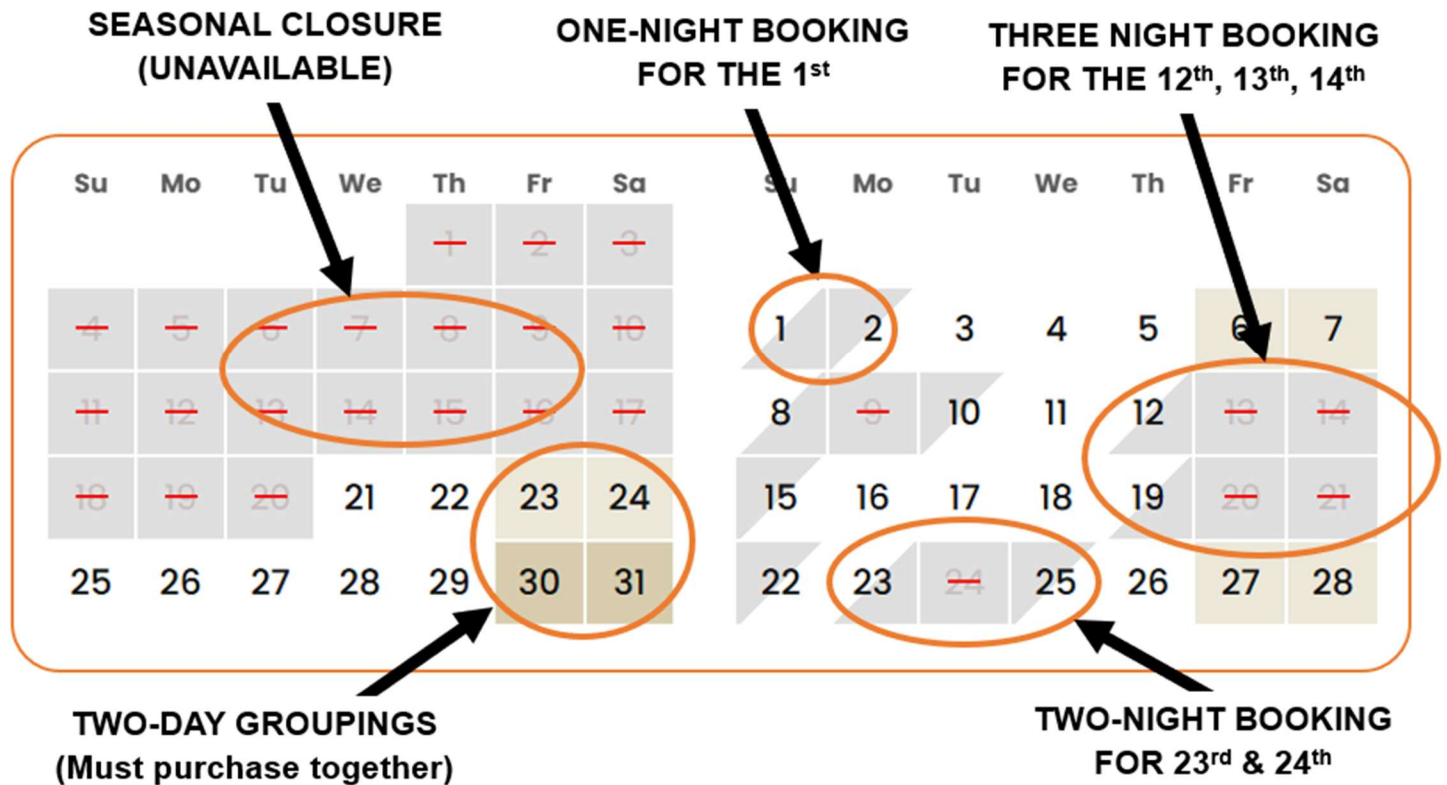 SEASONAL CLOSURE
(UNAVAILABLE)
ONE-NIGHT BOOKING
FOR THE 1st
THREE NIGHT BOOKING
FOR THE 12th, 13th, 14th
Su Mo Tu We Th Fr Sa
1 2 3
4 5 6 7 8 9 10
11 12 13 14 15 16 17
18 19 20 21 22 23 24
25 26 27 28 29 30 31
Su Mo Tu We Th Fr Sa
1 2 3 4 5 6 7
8 9 10 11 12 13 14
15 16 17 18 19 20 21
22 23 24 25 26 27 28
TWO-DAY GROUPINGS
(Must purchase together)
TWO-NIGHT BOOKING
FOR 23rd & 24th